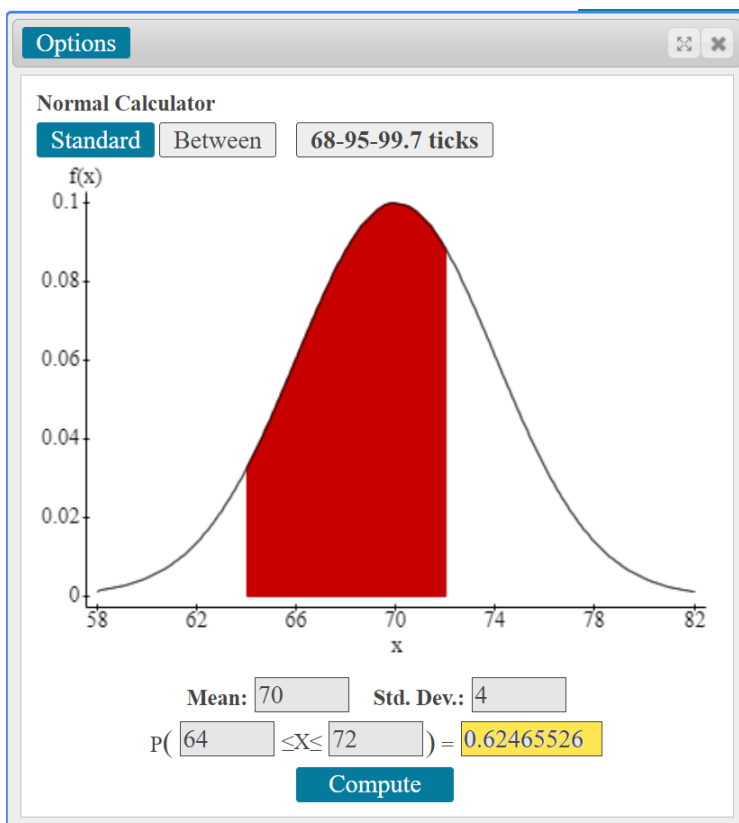 Options
Normal Calculator
Standard Between 68-95-99.7 ticks
f(x)
0.1
0.08
0.06
0.04
0.02
0
58 62 66 70 74 78 82
x
Mean: 70 Std. Dev.: 4
P( 64 ≤X≤ 72 ) = 0.62465526
Compute